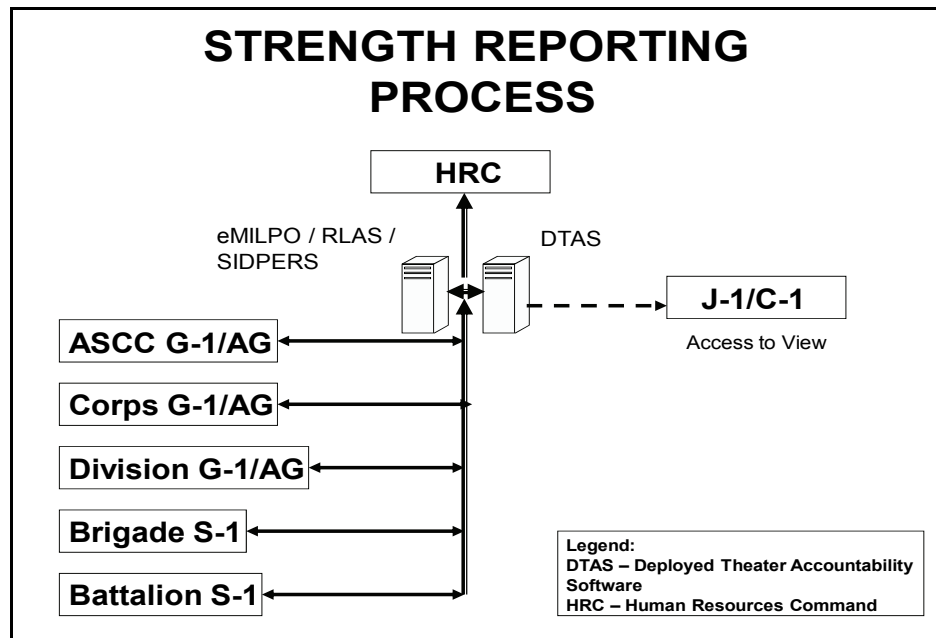 STRENGTH REPORTING
PROCESS
HRC
eMILPO / RLAS /
SIDPERS
DTAS
J-1/C-1
Access to View
ASCC G-1/AG
Corps G-1/AG
Division G-1/AG
Brigade S-1
Battalion S-1
Legend:
DTAS – Deployed Theater Accountability
Software
HRC – Human Resources Command